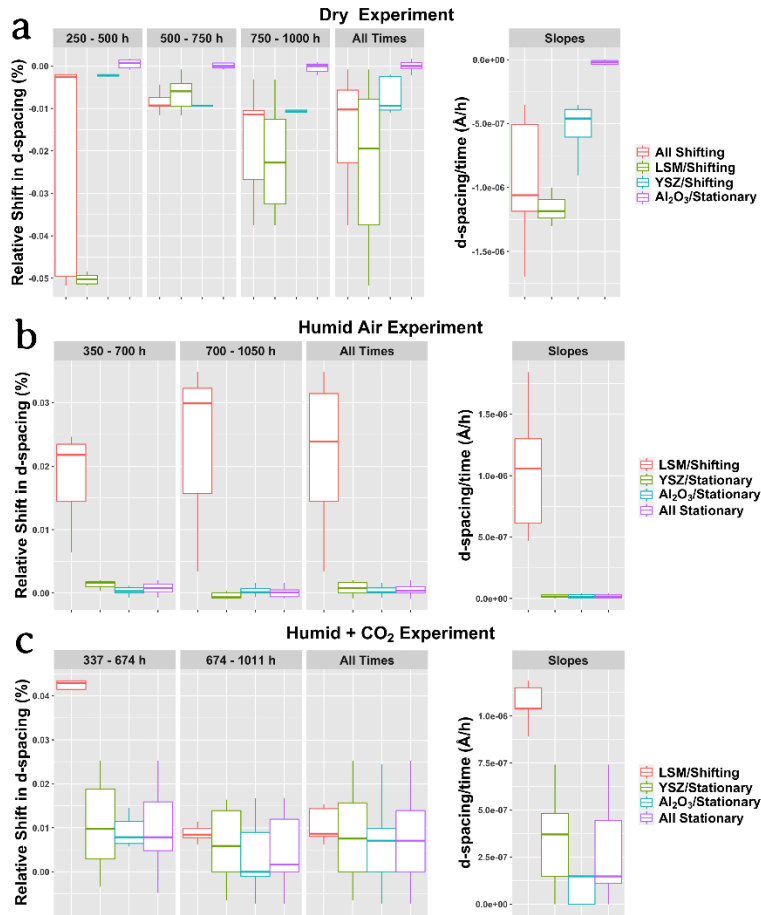 a
Dry Experiment
250 - 500 h
500 - 750 h
750 - 1000 h
All Times
Slopes
Relative Shift in d-spacing (%)
0.00
-0.01
-0.02
-0.03
-0.04
-0.05
d-spacing/time (Å/h)
0.0e+00
-5.0e-07
-1.0e-06
-1.5e-06
All Shifting
LSM/Shifting
YSZ/Shifting
Al₂O₃/Stationary
b
Humid Air Experiment
350 - 700 h
700 - 1050 h
All Times
Slopes
Relative Shift in d-spacing (%)
0.03
0.02
0.01
0.00
d-spacing/time (Å/h)
1.5e-06
1.0e-06
5.0e-07
0.0e+00
LSM/Shifting
YSZ/Stationary
Al₂O₃/Stationary
All Stationary
c
Humid + CO₂ Experiment
337 - 674 h
674 - 1011 h
All Times
Slopes
Relative Shift in d-spacing (%)
0.04
0.03
0.02
0.010
0.00
d-spacing/time (Å/h)
1.0e-06
7.5e-07
5.0e-07
2.5e-07
0.0e+00
LSM/Shifting
YSZ/Stationary
Al₂O₃/Stationary
All Stationary